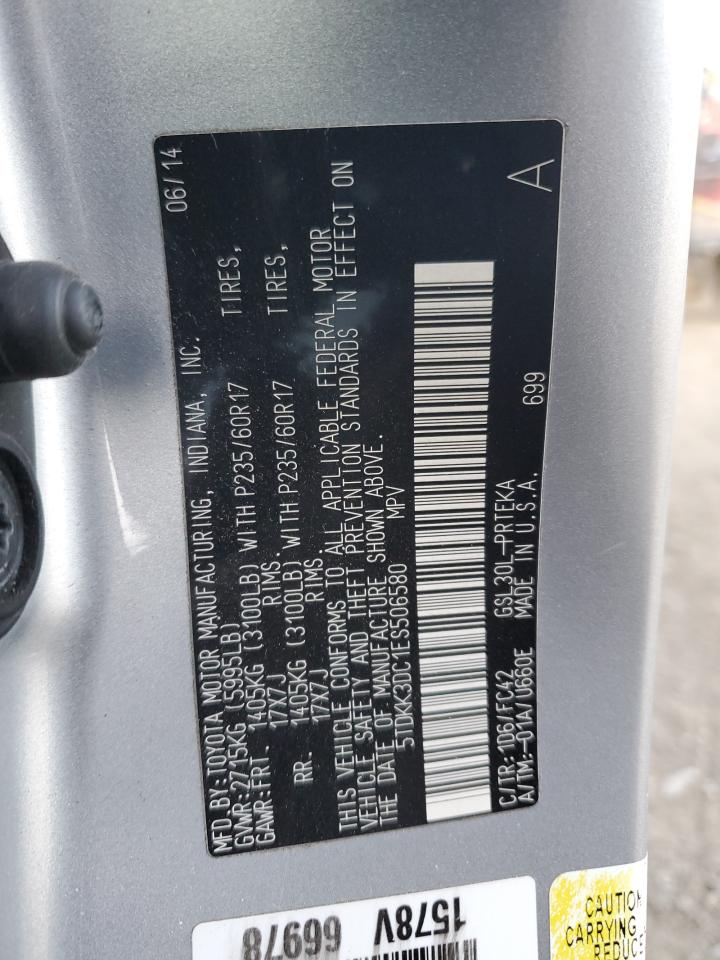 MFD.BY:TOYOTA MOTOR MANUFACTURING, INDIANA, INC. 06/14
GVWR:2715KG (5995LB)
GAWR:FRT. 1405KG (3100LB) WITH P235/60R17 TIRES,
17X7J RIMS.
RR. 1405KG (3100LB) WITH P235/60R17 TIRES,
17X7J RIMS.
THIS VEHICLE CONFORMS TO ALL APPLICABLE FEDERAL MOTOR
VEHICLE SAFETY AND THEFT PREVENTION STANDARDS IN EFFECT ON
THE DATE OF MANUFACTURE SHOWN ABOVE.
5TDKK3DC1ES506580 MPV
C/TR:1D6/FC42 GSL30L-PRTEKA 699 A
A/TM:-01A/U660E MADE IN U.S.A.
66978
1578V
CAUTION
CARRYING
REDUCE